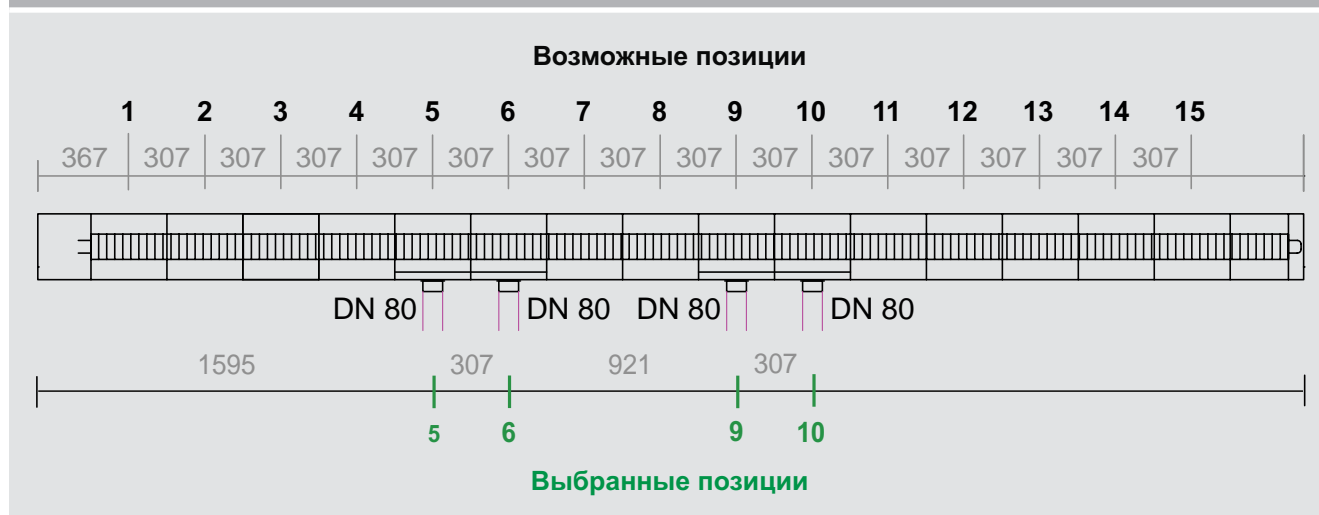 Возможные позиции
1 2 3 4 5 6 7 8 9 10 11 12 13 14 15
367 307 307 307 307 307 307 307 307 307 307 307 307 307 307
DN 80 DN 80 DN 80 DN 80
1595 307 921 307
5 6 9 10
Выбранные позиции